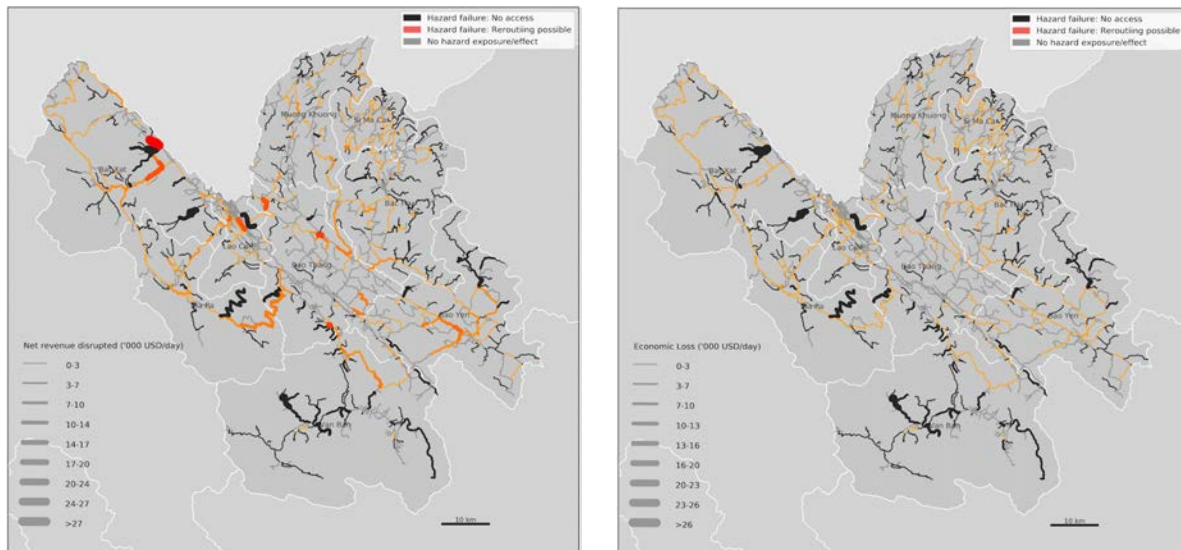 Hazard failure: No access
Hazard failure: Reroutiing possible
No hazard exposure/effect
Muong Khuong
Si Ma Cai
Bat Xat
Bac Ha
Lao Cai
Bao Thang
Sa Pa
Bao Yen
Van Ban
Net revenue disrupted ('000 USD/day)
0-3
3-7
7-10
10-14
14-17
17-20
20-24
24-27
>27
10 km
Hazard failure: No access
Hazard failure: Reroutiing possible
No hazard exposure/effect
Muong Khuong
Si Ma Cai
Bat Xat
Bac Ha
Lao Cai
Bao Thang
Sa Pa
Bao Yen
Van Ban
Economic Loss ('000 USD/day)
0-3
3-7
7-10
10-13
13-16
16-20
20-23
23-26
>26
10 km